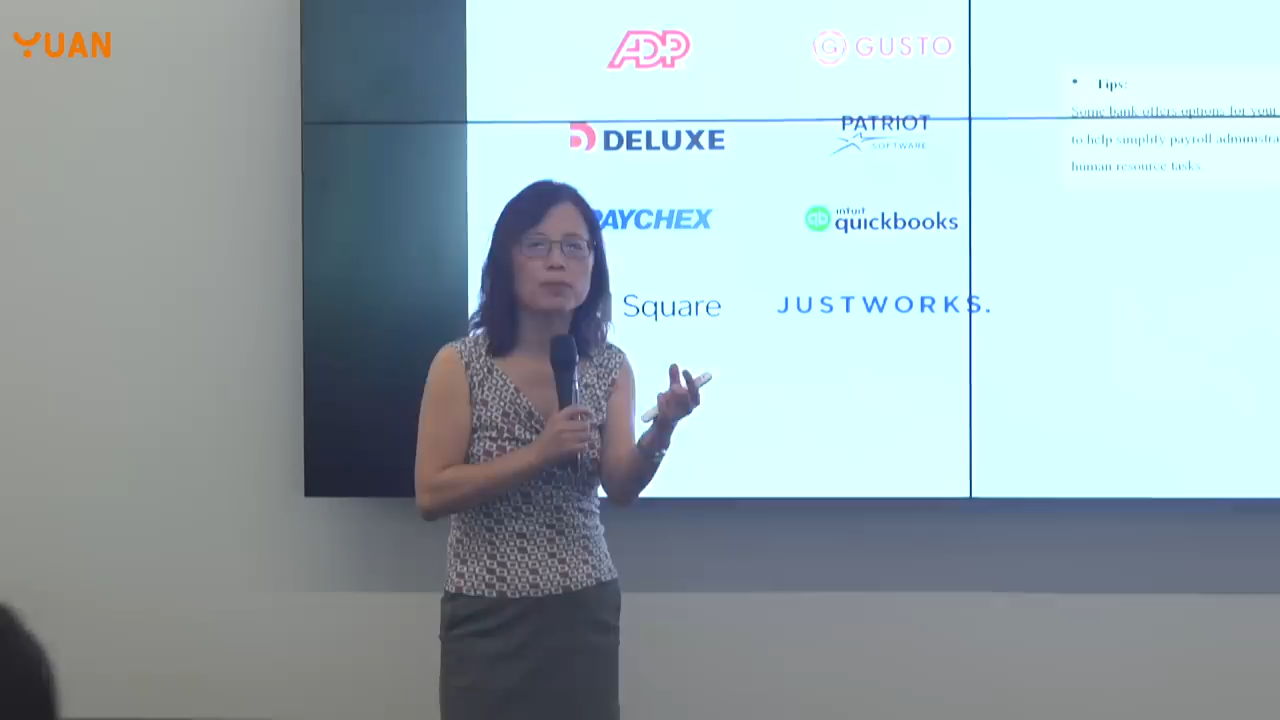 YUAN
ADP
G GUSTO
DELUXE
PATRIOT
SOFTWARE
PAYCHEX
qb intuit quickbooks
Square
JUSTWORKS.
• Tips:
Some bank offers options for your
to help simplify payroll administra
human resource tasks